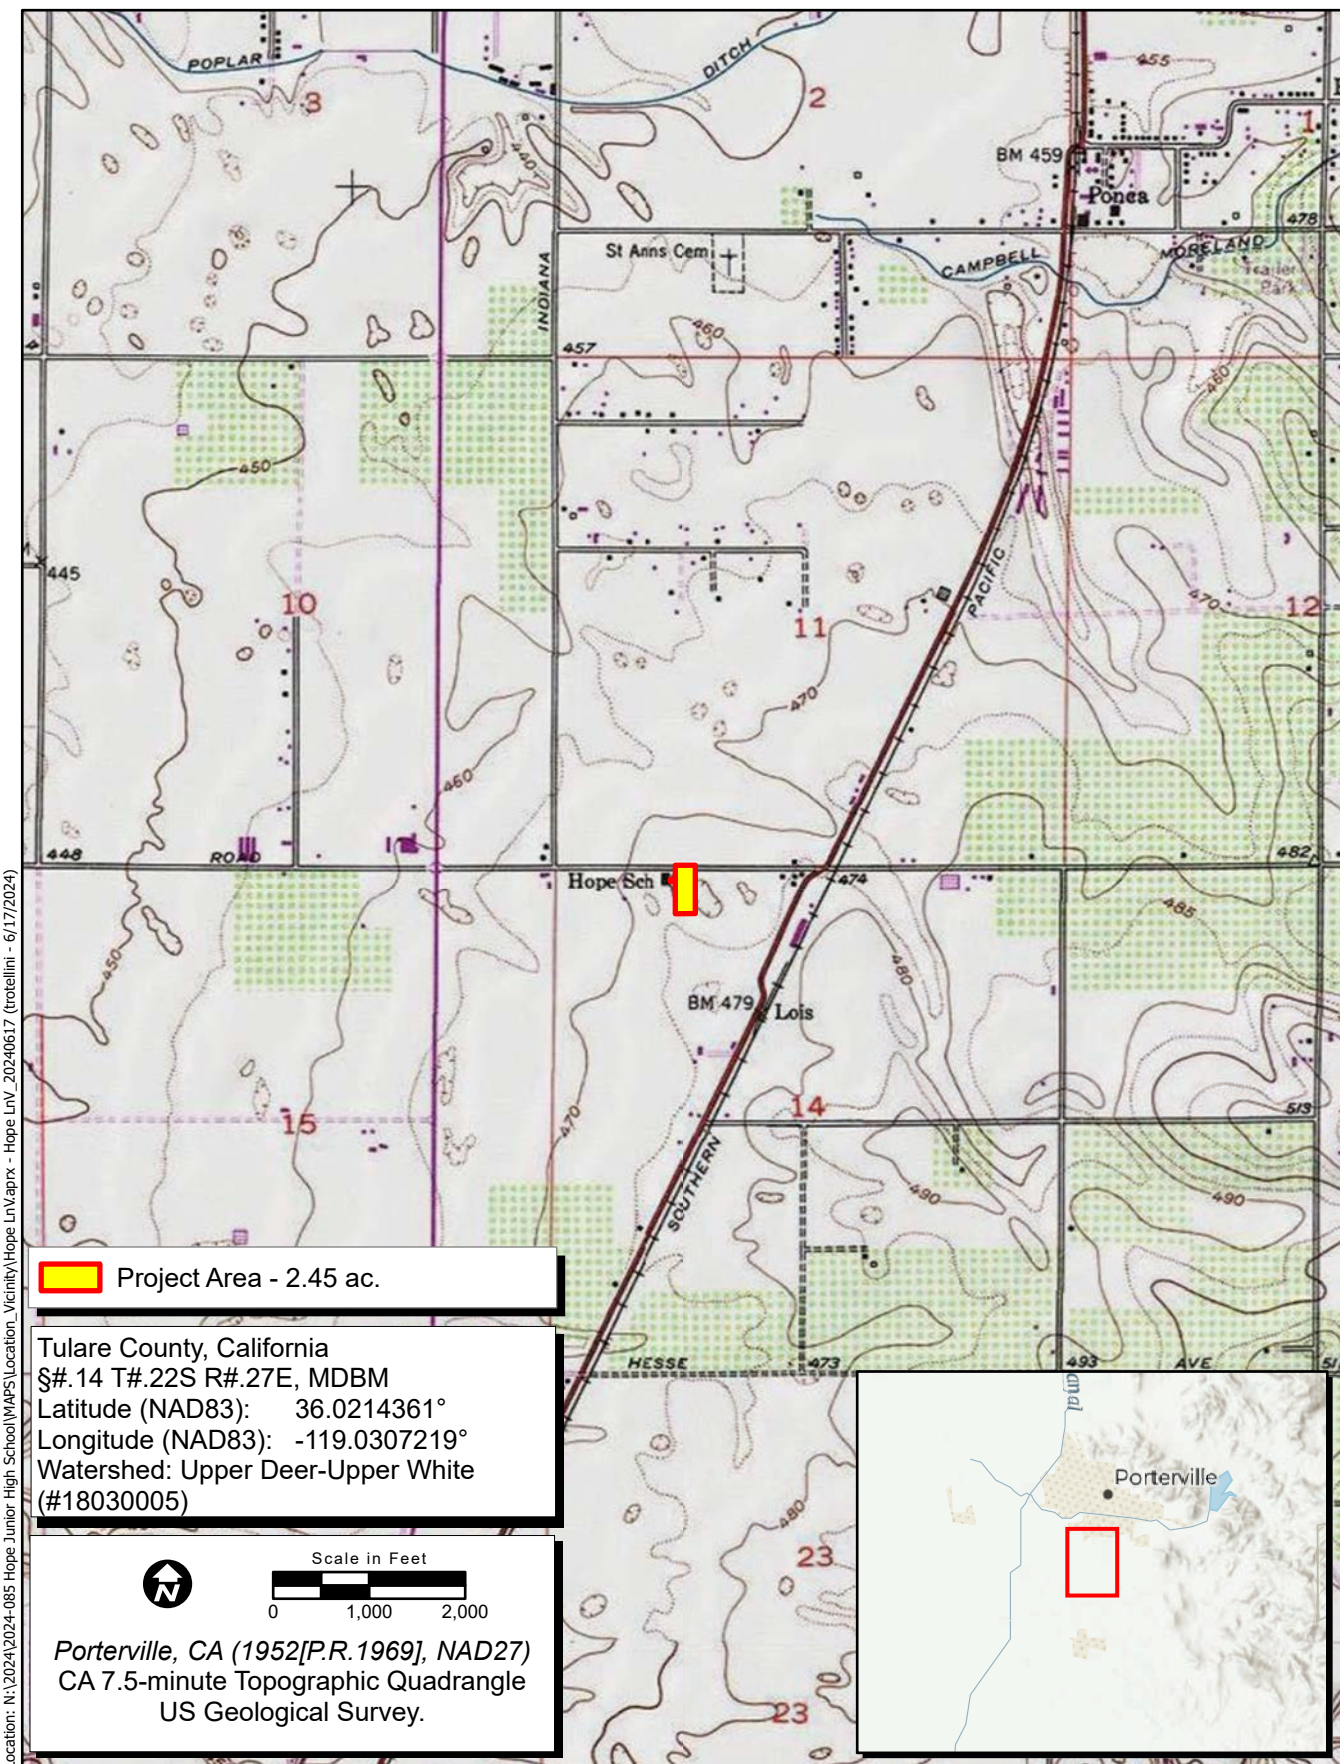 POPLAR
DITCH
3
2
455
1
440
BM 459
Ponca
478
St Anns Cem
CAMPBELL
MORELAND
Trailer
Park
INDIANA
457
460
460
4
450
445
10
11
PACIFIC
470
12
470
460
448
ROAD
482
Hope Sch
474
485
450
480
BM 479
Lois
470
15
14
513
SOUTHERN
490
490
HESSE
473
493
AVE
480
23
23
Project Area - 2.45 ac.
Tulare County, California
§#.14 T#.22S R#.27E, MDBM
Latitude (NAD83): 36.0214361°
Longitude (NAD83): -119.0307219°
Watershed: Upper Deer-Upper White
(#18030005)
N
Scale in Feet
0 1,000 2,000
Porterville, CA (1952[P.R.1969], NAD27)
CA 7.5-minute Topographic Quadrangle
US Geological Survey.
anal
Porterville
ocation: N:\2024\2024-085 Hope Junior High School\MAPS\Location_Vicinity\Hope LnV.aprx - Hope LnV_20240617 (trotellini - 6/17/2024)